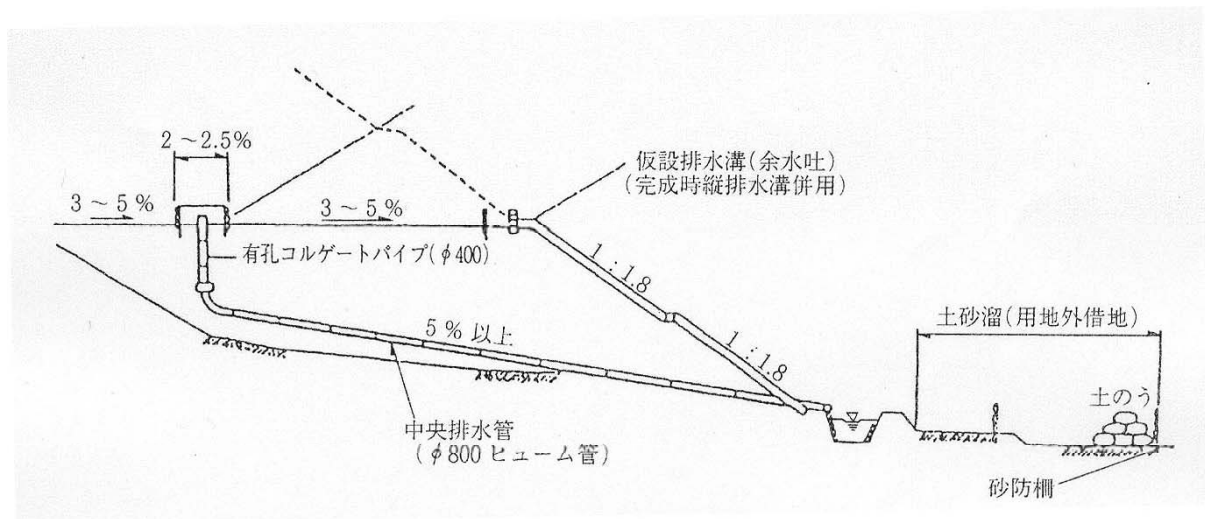 2～2.5%
3～5%
3～5%
仮設排水溝(余水吐)
(完成時縦排水溝併用)
有孔コルゲートパイプ(φ400)
1:1.8
1:1.8
5%以上
中央排水管
(φ800ヒューム管)
土砂溜(用地外借地)
土のう
砂防柵